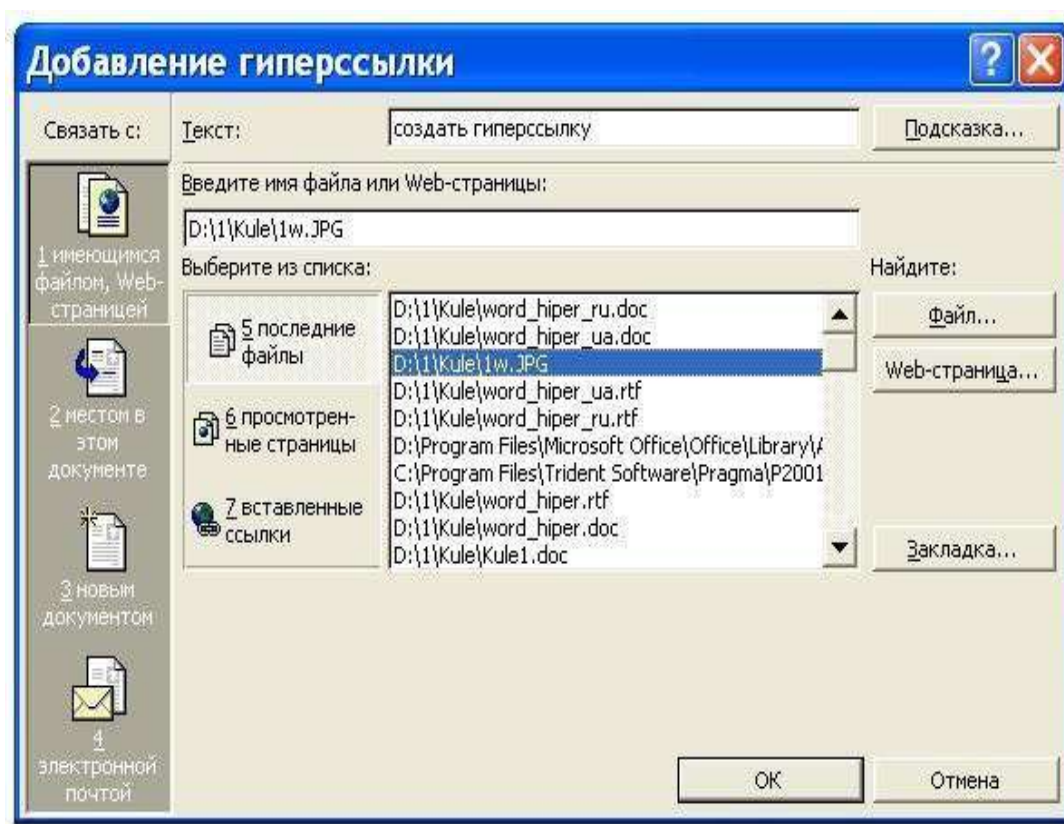 Добавление гиперссылки
Связать с:
Текст:
создать гиперссылку
Подсказка...
Введите имя файла или Web-страницы:
D:\1\Kule\1w.JPG
1 имеющимся
файлом, Web-
страницей
Выберите из списка:
Найдите:
5 последние
файлы
6 просмотрен-
ные страницы
7 вставленные
ссылки
D:\1\Kule\word_hiper_ru.doc
D:\1\Kule\word_hiper_ua.doc
D:\1\Kule\1w.JPG
D:\1\Kule\word_hiper_ua.rtf
D:\1\Kule\word_hiper_ru.rtf
D:\Program Files\Microsoft Office\Office\Library\
C:\Program Files\Trident Software\Pragma\P2001
D:\1\Kule\word_hiper.rtf
D:\1\Kule\word_hiper.doc
D:\1\Kule\Kule1.doc
Файл...
Web-страница...
Закладка...
2 местом в
этом
документе
3 новым
документом
4
электронной
почтой
OK
Отмена